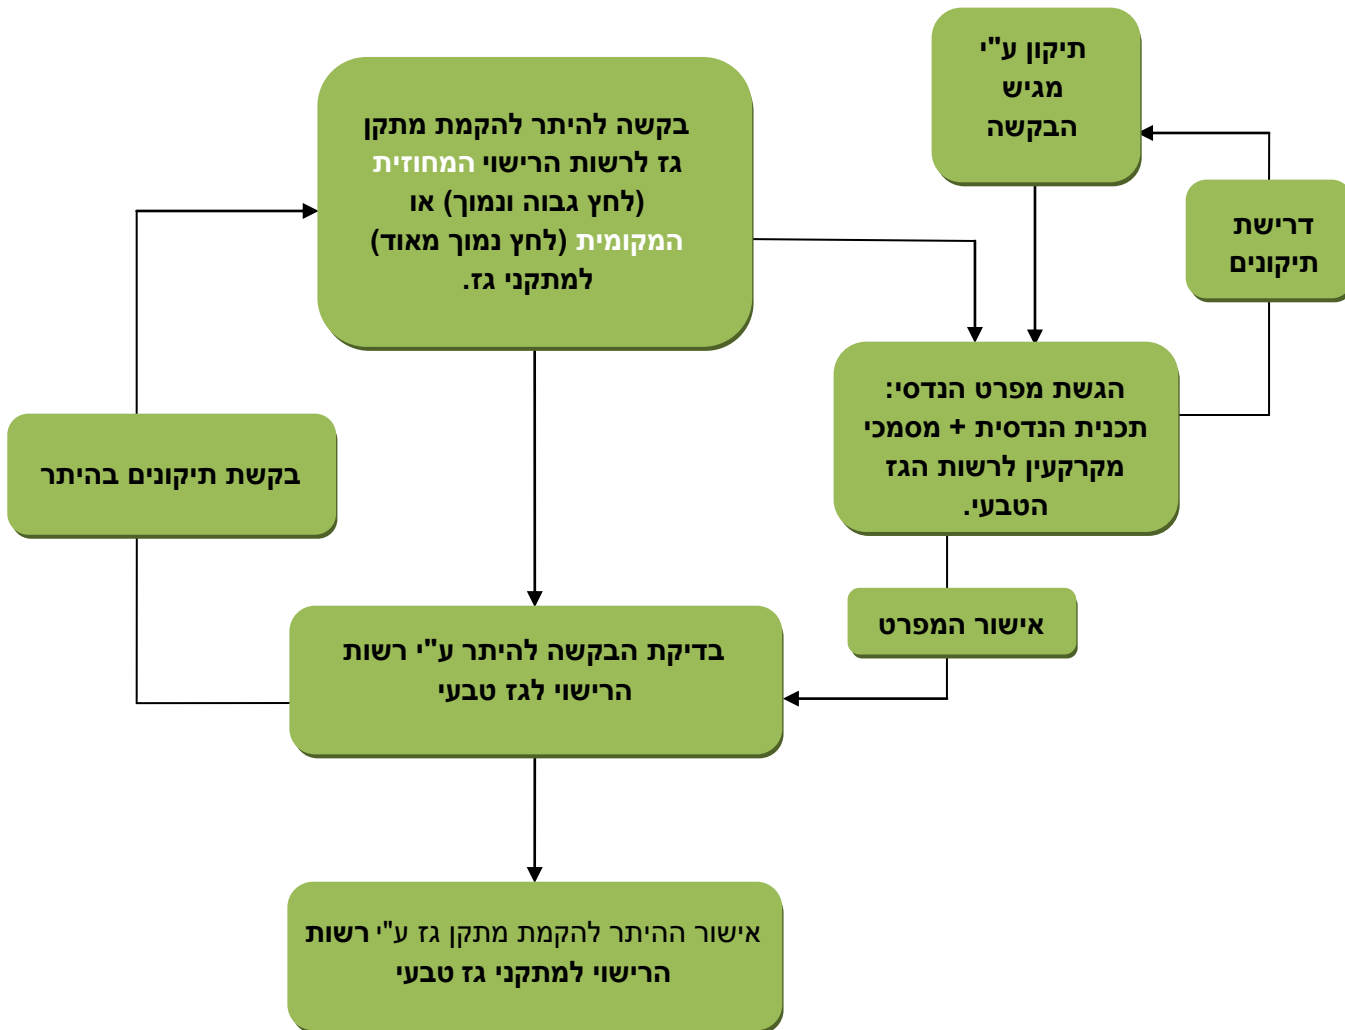 בקשה להיתר להקמת מתקן
גז לרשות הרישוי המחוזית
(לחץ גבוה ונמוך) או
המקומית (לחץ נמוך מאוד)
למתקני גז.
תיקון ע"י
מגיש
הבקשה
דרישת
תיקונים
הגשת מפרט הנדסי:
תכנית הנדסית + מסמכי
מקרקעין לרשות הגז
הטבעי.
בקשת תיקונים בהיתר
אישור המפרט
בדיקת הבקשה להיתר ע"י רשות
הרישוי לגז טבעי
אישור ההיתר להקמת מתקן גז ע"י רשות
הרישוי למתקני גז טבעי